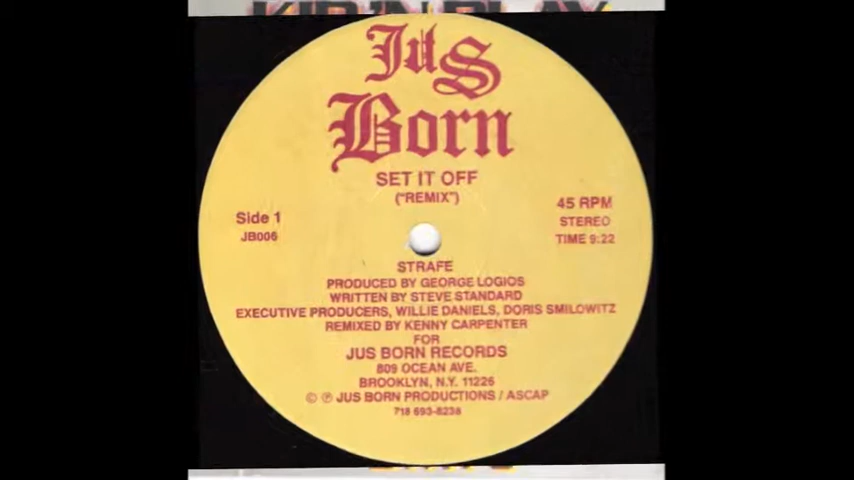 KID 'N PLAY
Jus
Born
SET IT OFF
("REMIX")
Side 1
JB006
45 RPM
STEREO
TIME 9:22
STRAFE
PRODUCED BY GEORGE LOGIOS
WRITTEN BY STEVE STANDARD
EXECUTIVE PRODUCERS, WILLIE DANIELS, DORIS SMILOWITZ
REMIXED BY KENNY CARPENTER
FOR
JUS BORN RECORDS
809 OCEAN AVE.
BROOKLYN, N.Y. 11226
© ℗ JUS BORN PRODUCTIONS / ASCAP
718 693-8238